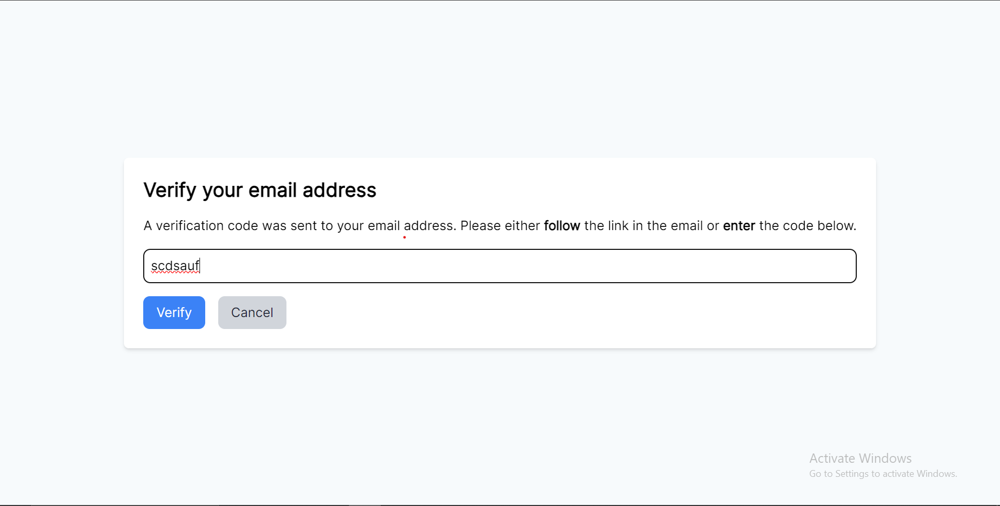 Verify your email address
A verification code was sent to your email address. Please either follow the link in the email or enter the code below.
scdsauf
Verify
Cancel
Activate Windows
Go to Settings to activate Windows.